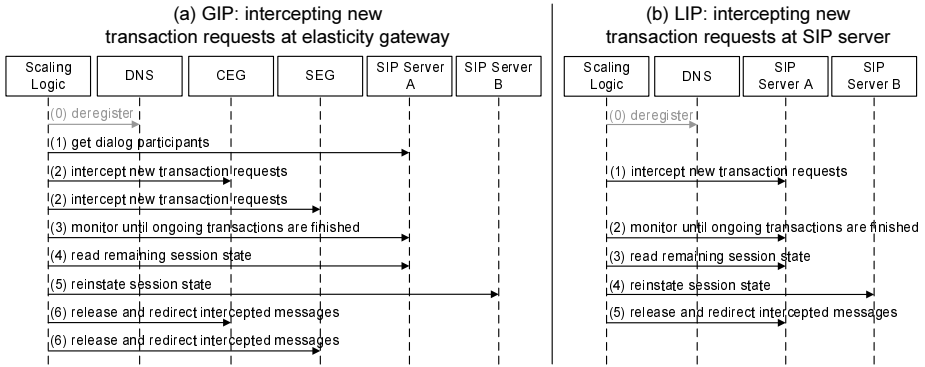 (a) GIP: intercepting new
transaction requests at elasticity gateway
Scaling
Logic
DNS
CEG
SEG
SIP Server
A
SIP Server
B
(0) deregister
(1) get dialog participants
(2) intercept new transaction requests
(2) intercept new transaction requests
(3) monitor until ongoing transactions are finished
(4) read remaining session state
(5) reinstate session state
(6) release and redirect intercepted messages
(6) release and redirect intercepted messages
(b) LIP: intercepting new
transaction requests at SIP server
Scaling
Logic
DNS
SIP
Server A
SIP
Server B
(0) deregister
(1) intercept new transaction requests
(2) monitor until ongoing transactions are finished
(3) read remaining session state
(4) reinstate session state
(5) release and redirect intercepted messages